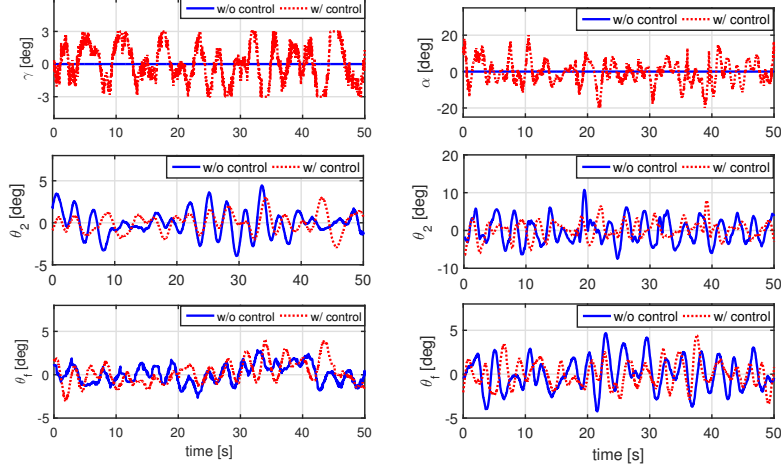 w/o control w/ control
γ [deg]
3
0
-3
0 10 20 30 40 50
w/o control w/ control
θ2 [deg]
5
0
-5
0 10 20 30 40 50
w/o control w/ control
θf [deg]
5
0
-5
0 10 20 30 40 50
time [s]
w/o control w/ control
α [deg]
20
0
-20
0 10 20 30 40 50
w/o control w/ control
θ2 [deg]
20
10
0
-10
0 10 20 30 40 50
w/o control w/ control
θf [deg]
5
0
-5
0 10 20 30 40 50
time [s]